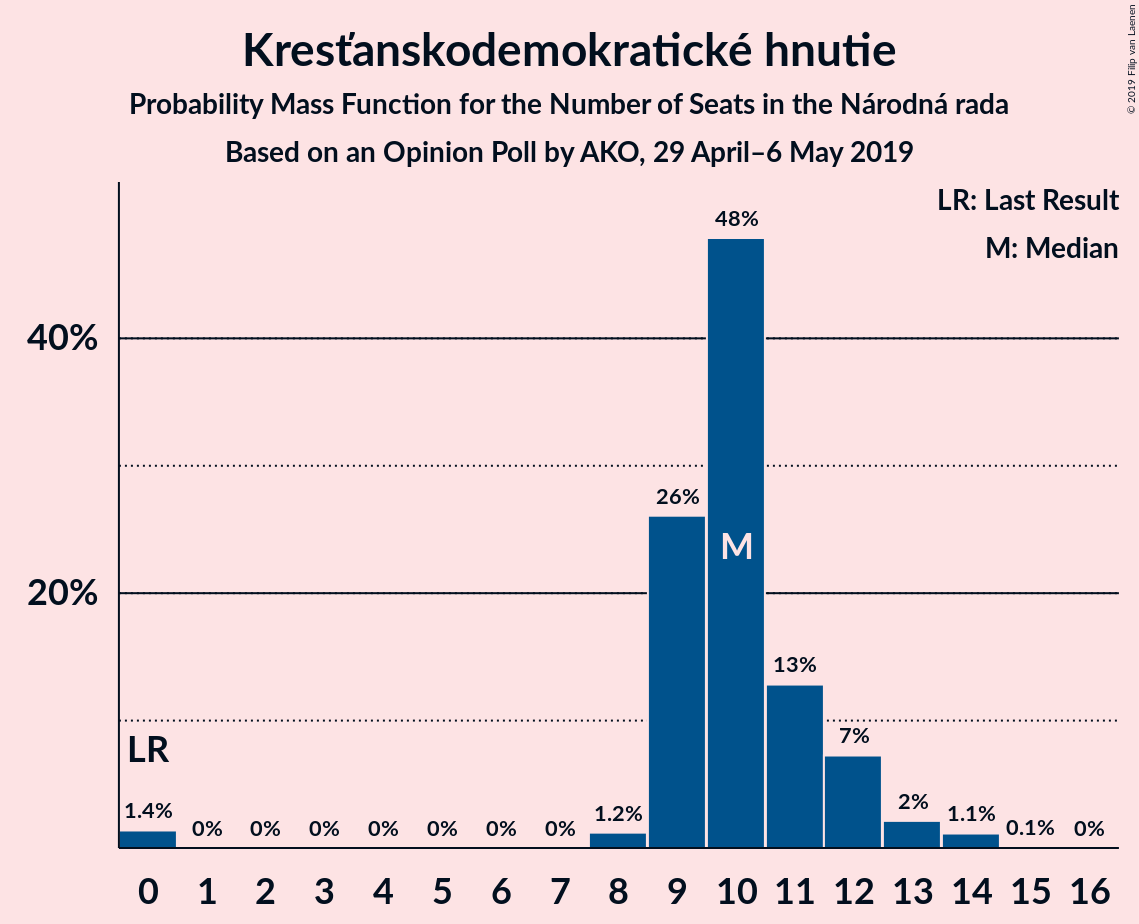 Kresťanskodemokratické hnutie
Probability Mass Function for the Number of Seats in the Národná rada
Based on an Opinion Poll by AKO, 29 April–6 May 2019
© 2019 Filip van Laenen
LR: Last Result
M: Median
48%
40%
26%
M
20%
13%
LR
7%
1.4% 0% 0% 0% 0% 0% 0% 0% 1.2% 2% 1.1% 0.1% 0%
0 1 2 3 4 5 6 7 8 9 10 11 12 13 14 15 16